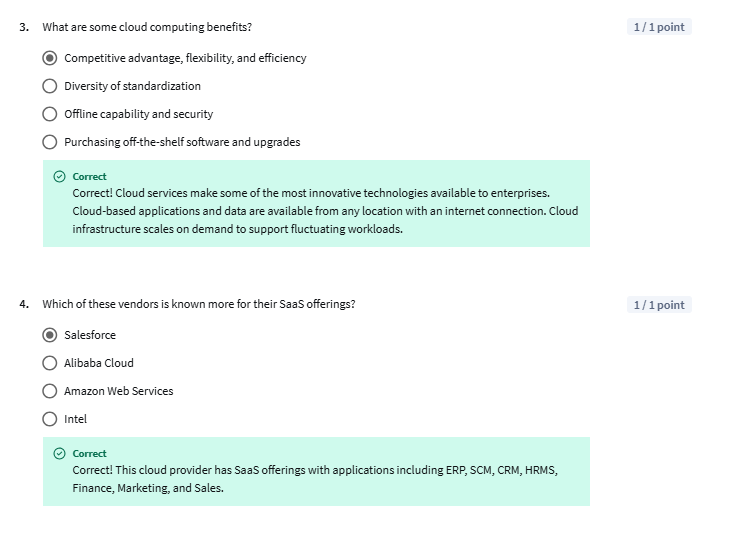 3. What are some cloud computing benefits? 1 / 1 point
Competitive advantage, flexibility, and efficiency
Diversity of standardization
Offline capability and security
Purchasing off-the-shelf software and upgrades
Correct
Correct! Cloud services make some of the most innovative technologies available to enterprises.
Cloud-based applications and data are available from any location with an internet connection. Cloud
infrastructure scales on demand to support fluctuating workloads.
4. Which of these vendors is known more for their SaaS offerings? 1 / 1 point
Salesforce
Alibaba Cloud
Amazon Web Services
Intel
Correct
Correct! This cloud provider has SaaS offerings with applications including ERP, SCM, CRM, HRMS,
Finance, Marketing, and Sales.